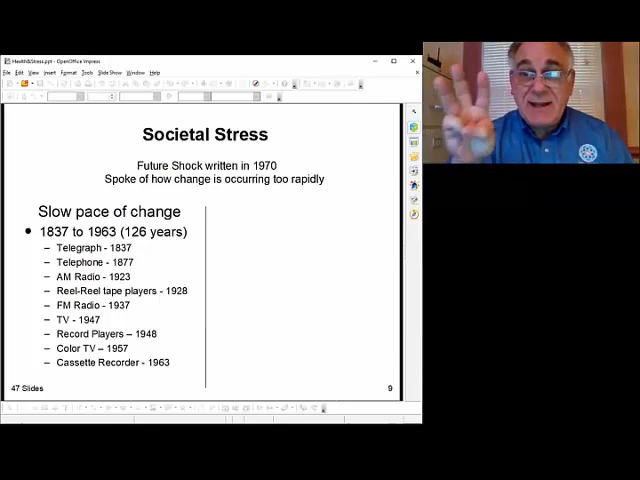 Health&Stress.ppt - OpenOffice Impress
File Edit View Insert Format Tools Slide Show Window Help
Societal Stress
Future Shock written in 1970
Spoke of how change is occurring too rapidly
Slow pace of change
• 1837 to 1963 (126 years)
– Telegraph - 1837
– Telephone - 1877
– AM Radio - 1923
– Reel-Reel tape players - 1928
– FM Radio - 1937
– TV - 1947
– Record Players – 1948
– Color TV – 1957
– Cassette Recorder - 1963
47 Slides
9